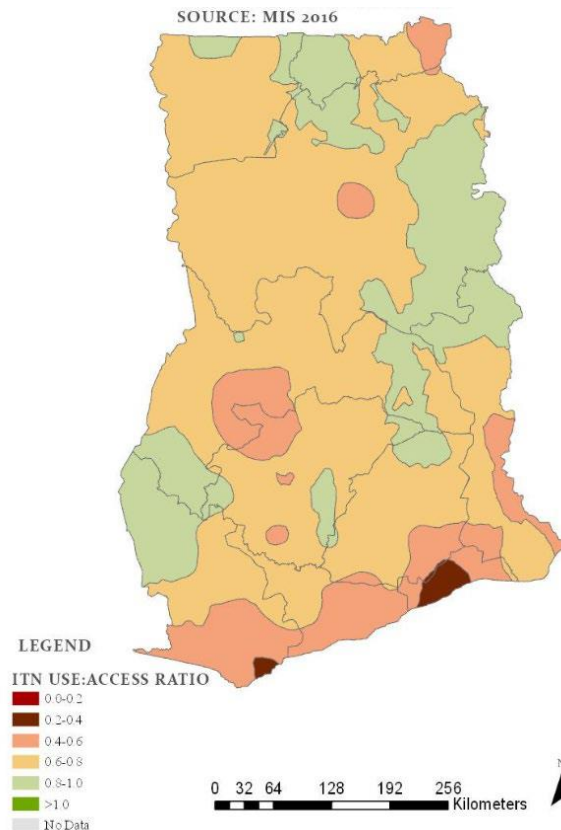 SOURCE: MIS 2016
LEGEND
ITN USE:ACCESS RATIO
0.0-0.2
0.2-0.4
0.4-0.6
0.6-0.8
0.8-1.0
>1.0
No Data
0 32 64 128 192 256
Kilometers
N